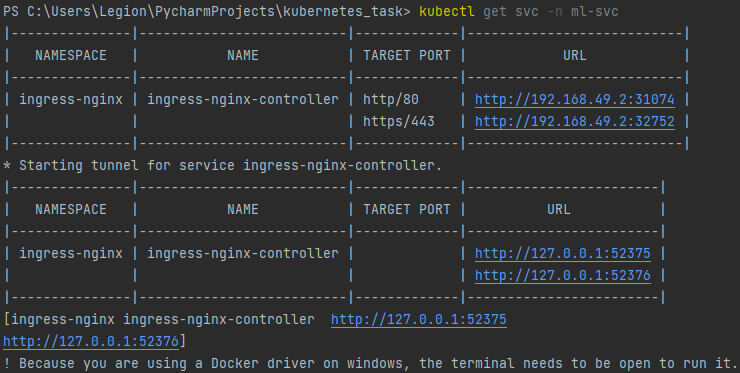 PS C:\Users\Legion\PycharmProjects\kubernetes_task> kubectl get svc -n ml-svc
|---------------|--------------------------|-------------|---------------------------|
|   NAMESPACE   |           NAME           | TARGET PORT |            URL            |
|---------------|--------------------------|-------------|---------------------------|
| ingress-nginx | ingress-nginx-controller | http/80     | http://192.168.49.2:31074 |
|               |                          | https/443   | http://192.168.49.2:32752 |
|---------------|--------------------------|-------------|---------------------------|
* Starting tunnel for service ingress-nginx-controller.
|---------------|--------------------------|-------------|------------------------|
|   NAMESPACE   |           NAME           | TARGET PORT |          URL           |
|---------------|--------------------------|-------------|------------------------|
| ingress-nginx | ingress-nginx-controller |             | http://127.0.0.1:52375 |
|               |                          |             | http://127.0.0.1:52376 |
|---------------|--------------------------|-------------|------------------------|
[ingress-nginx ingress-nginx-controller  http://127.0.0.1:52375
http://127.0.0.1:52376]
! Because you are using a Docker driver on windows, the terminal needs to be open to run it.